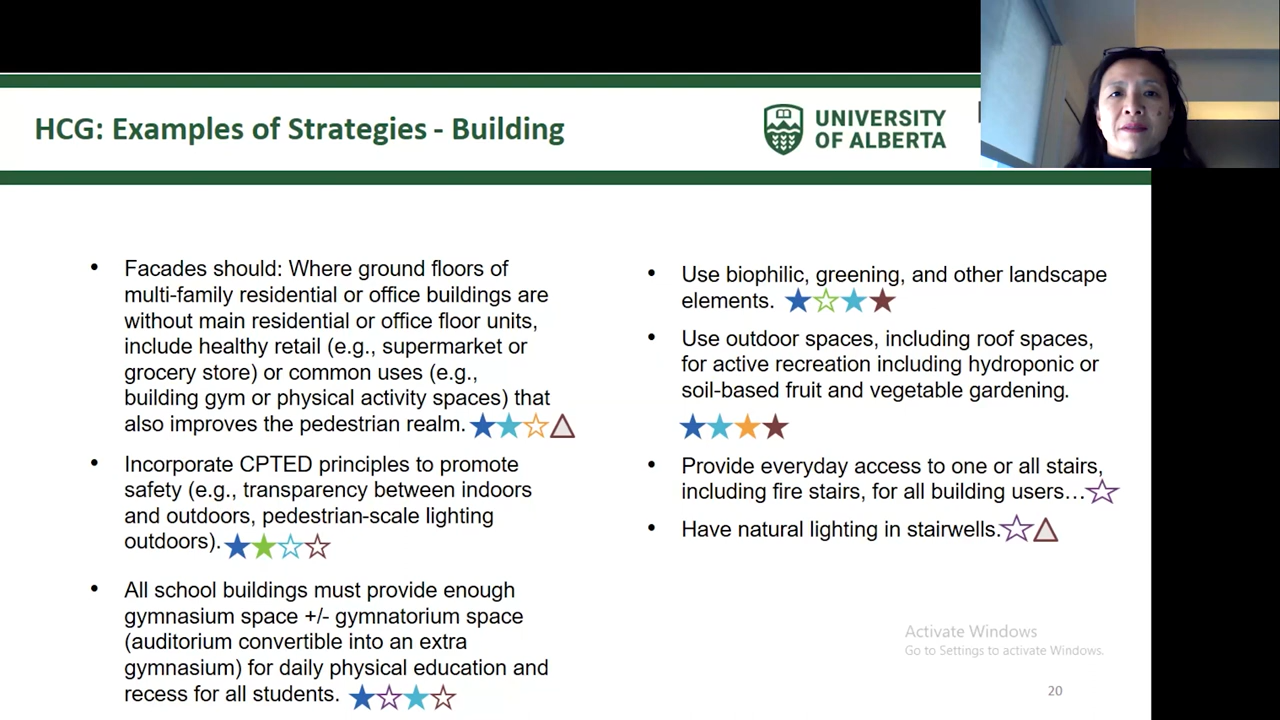 HCG: Examples of Strategies - Building
UNIVERSITY
OF ALBERTA
• Facades should: Where ground floors of
multi-family residential or office buildings are
without main residential or office floor units,
include healthy retail (e.g., supermarket or
grocery store) or common uses (e.g.,
building gym or physical activity spaces) that
also improves the pedestrian realm.
• Incorporate CPTED principles to promote
safety (e.g., transparency between indoors
and outdoors, pedestrian-scale lighting
outdoors).
• All school buildings must provide enough
gymnasium space +/- gymnatorium space
(auditorium convertible into an extra
gymnasium) for daily physical education and
recess for all students.
• Use biophilic, greening, and other landscape
elements.
• Use outdoor spaces, including roof spaces,
for active recreation including hydroponic or
soil-based fruit and vegetable gardening.
• Provide everyday access to one or all stairs,
including fire stairs, for all building users…
• Have natural lighting in stairwells.
Activate Windows
Go to Settings to activate Windows.
20